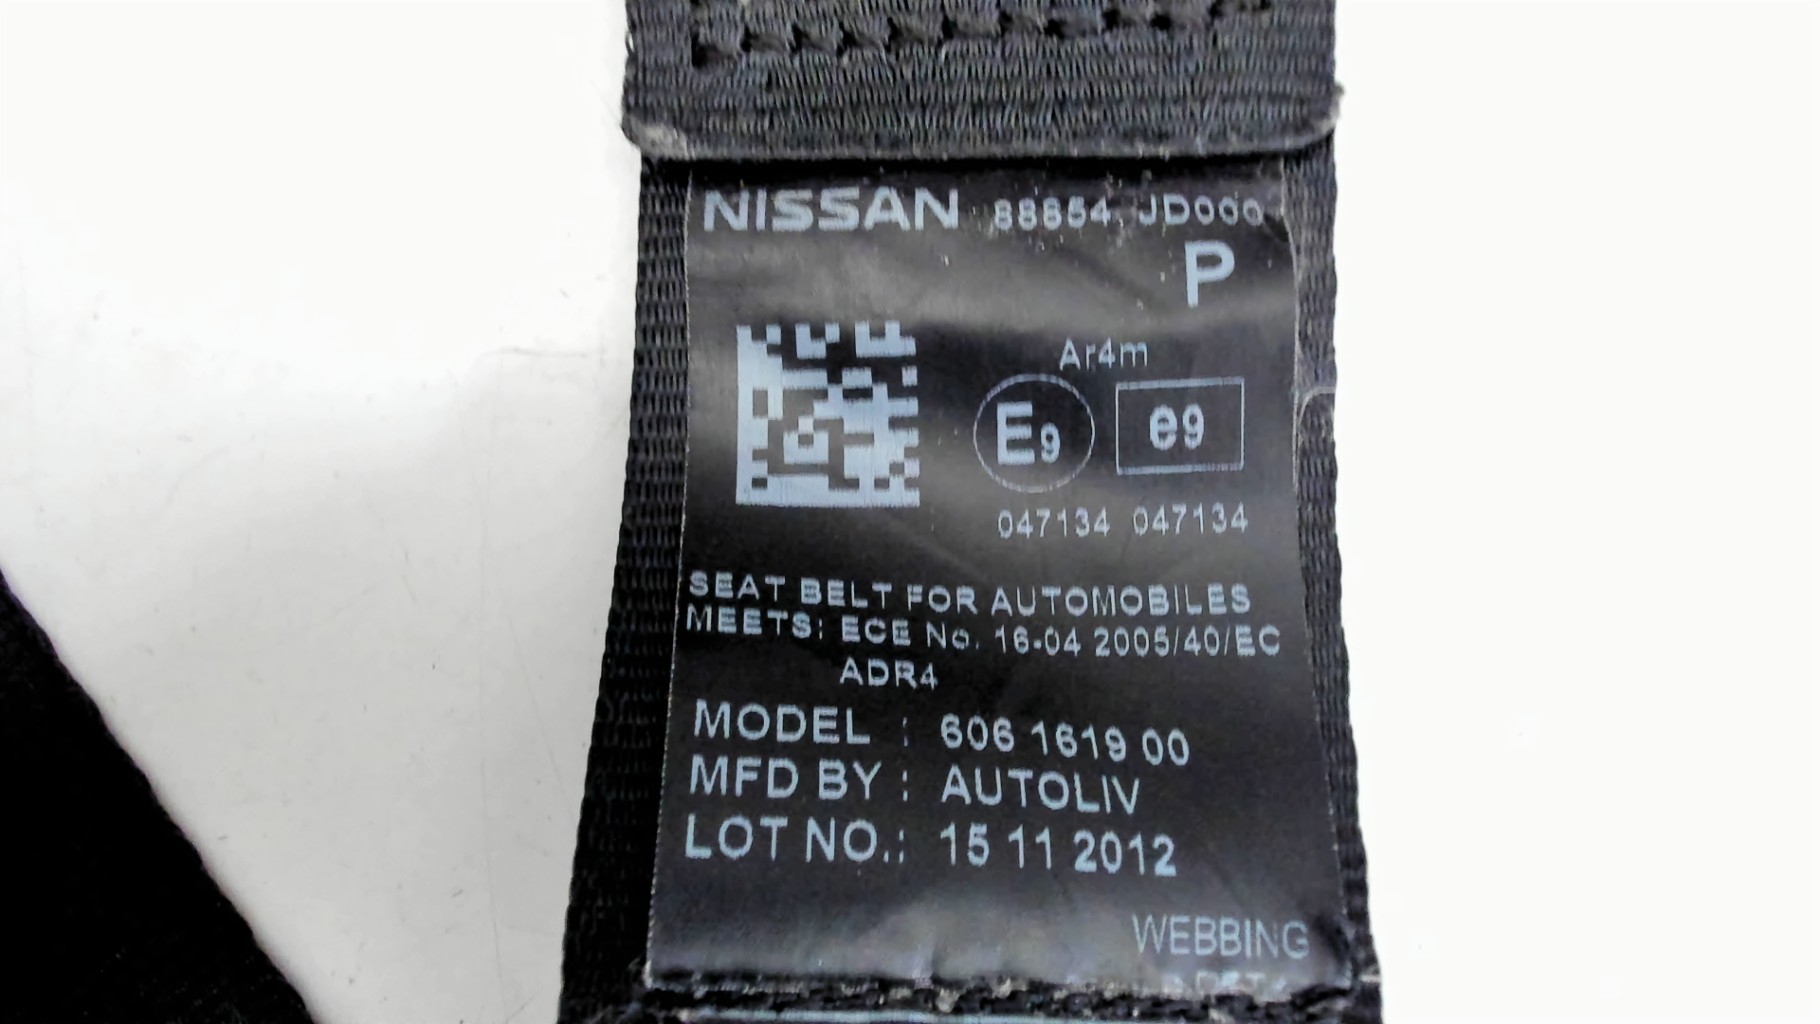 NISSAN 88854 JD000
P
Ar4m
E9 e9
047134 047134
SEAT BELT FOR AUTOMOBILES
MEETS: ECE No. 16-04 2005/40/EC
ADR4
MODEL : 606 1619 00
MFD BY : AUTOLIV
LOT NO.: 15 11 2012
WEBBING